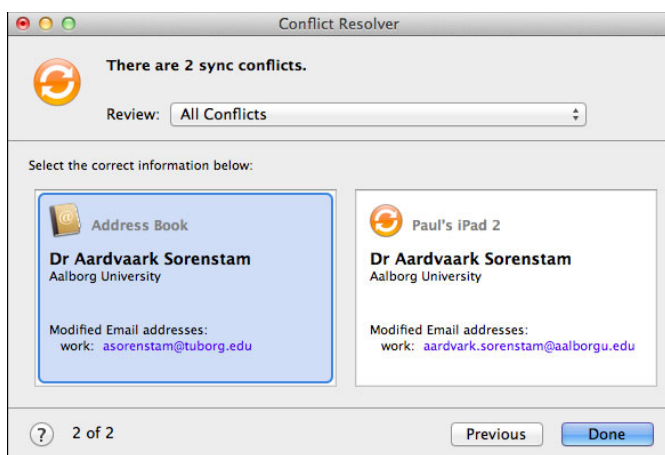 Conflict Resolver
There are 2 sync conflicts.
Review: All Conflicts
Select the correct information below:
Address Book
Dr Aardvaark Sorenstam
Aalborg University
Modified Email addresses:
work: asorenstam@tuborg.edu
Paul's iPad 2
Dr Aardvaark Sorenstam
Aalborg University
Modified Email addresses:
work: aardvark.sorenstam@aalborgu.edu
? 2 of 2
Previous
Done